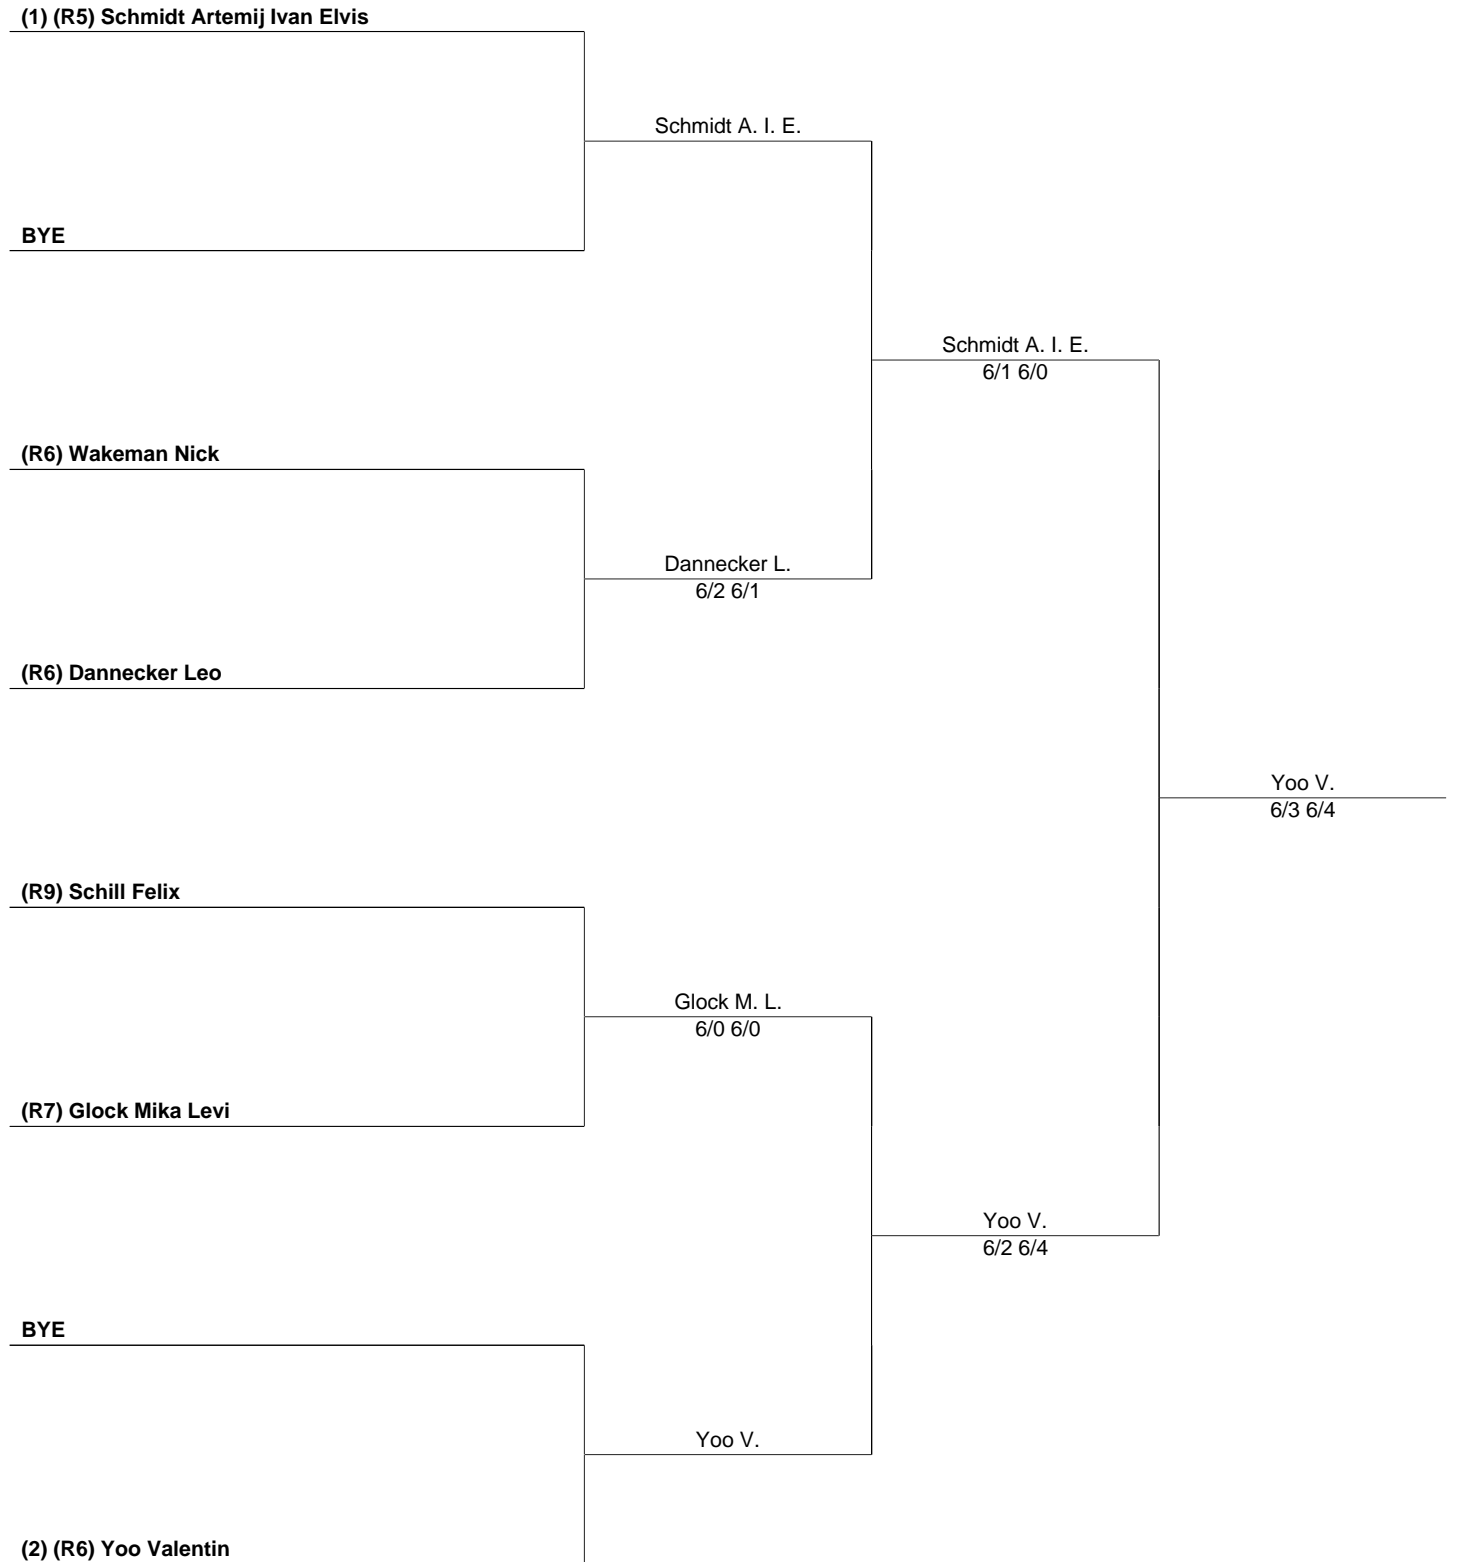 (1) (R5) Schmidt Artemij Ivan Elvis
Schmidt A. I. E.
BYE
Schmidt A. I. E.
6/1 6/0
(R6) Wakeman Nick
Dannecker L.
6/2 6/1
(R6) Dannecker Leo
Yoo V.
6/3 6/4
(R9) Schill Felix
Glock M. L.
6/0 6/0
(R7) Glock Mika Levi
Yoo V.
6/2 6/4
BYE
Yoo V.
(2) (R6) Yoo Valentin